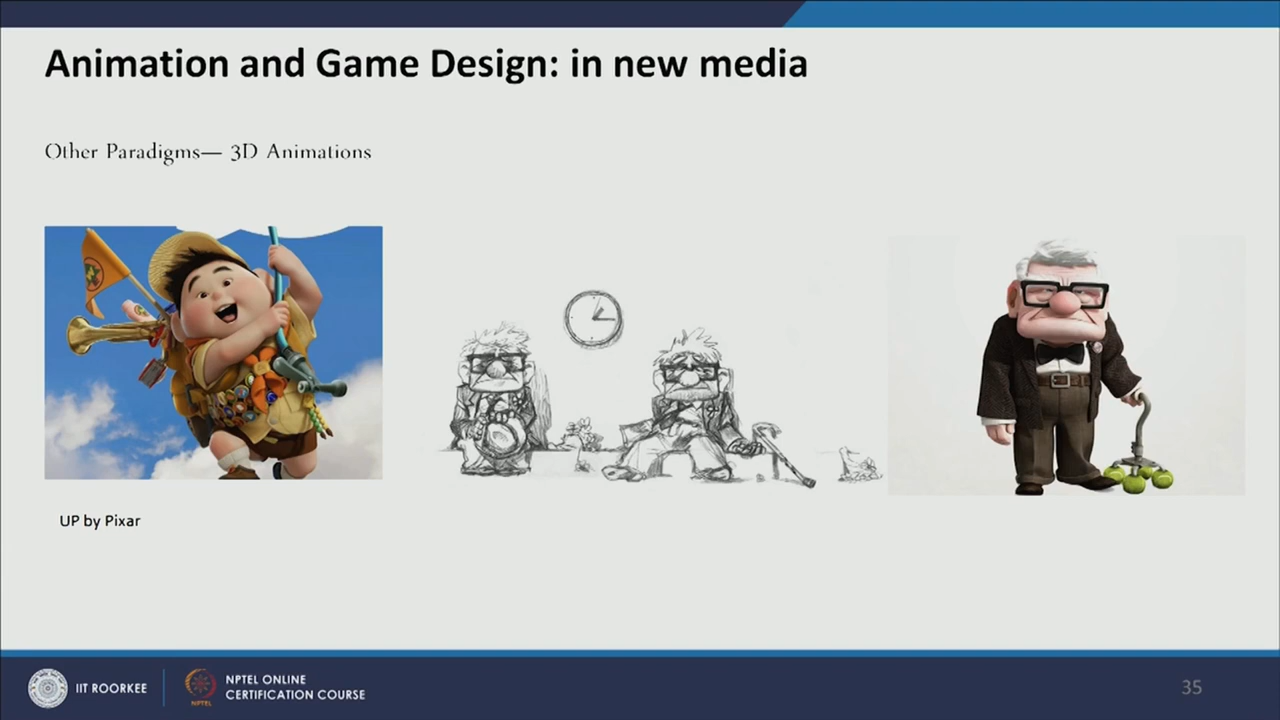 Animation and Game Design: in new media
Other Paradigms— 3D Animations
UP by Pixar
IIT ROORKEE
NPTEL
NPTEL ONLINE
CERTIFICATION COURSE
35